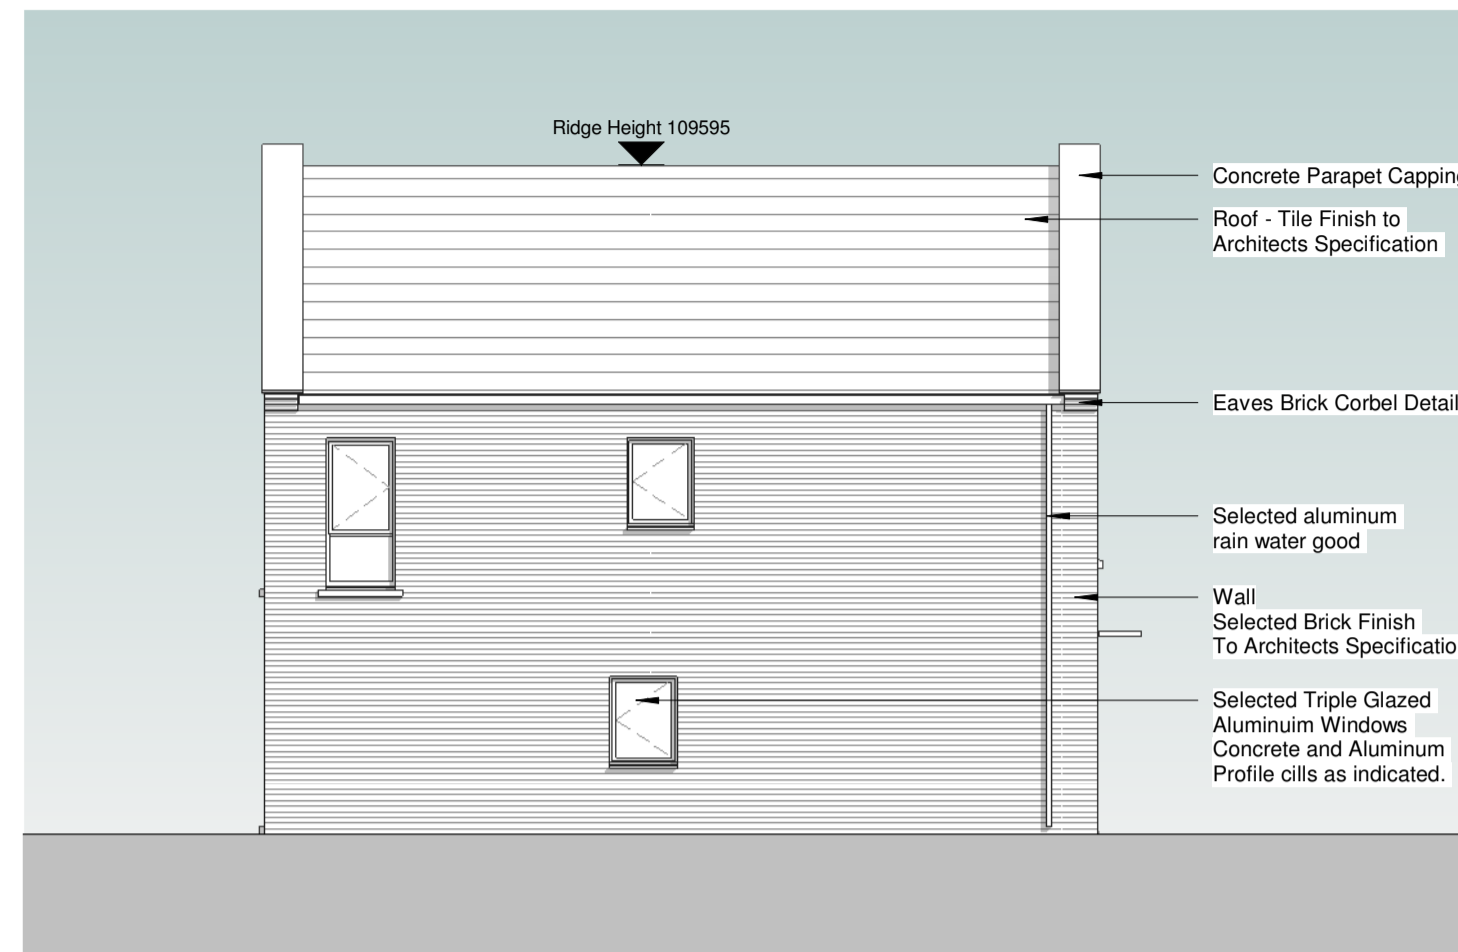 Ridge Height 109595
Concrete Parapet Capping
Roof - Tile Finish to
Architects Specification
Eaves Brick Corbel Detail
Selected aluminum
rain water good
Wall
Selected Brick Finish
To Architects Specificatio
Selected Triple Glazed
Aluminuim Windows
Concrete and Aluminum
Profile cills as indicated.